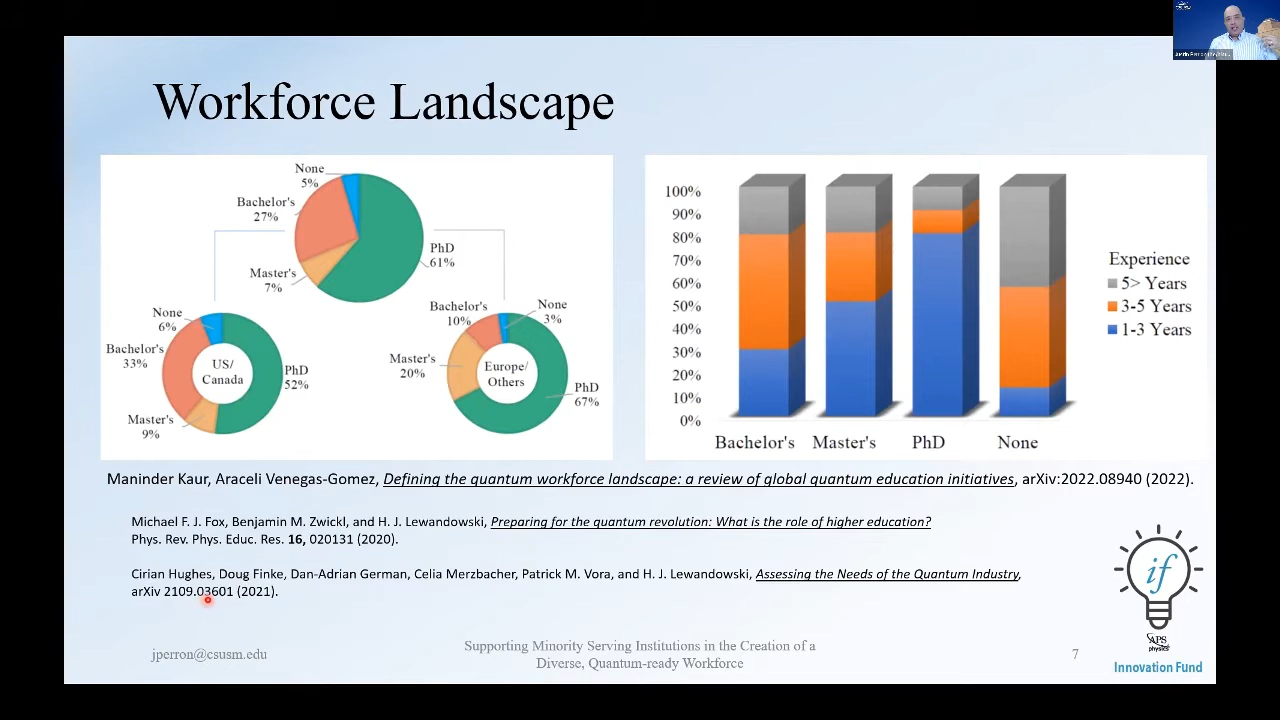 Workforce Landscape
None
5%
Bachelor's
27%
Master's
7%
PhD
61%
None
6%
Bachelor's
33%
Master's
9%
US/
Canada
PhD
52%
Bachelor's
10%
None
3%
Master's
20%
Europe/
Others
PhD
67%
100%
90%
80%
70%
60%
50%
40%
30%
20%
10%
0%
Bachelor's Master's PhD None
Experience
5> Years
3-5 Years
1-3 Years
Maninder Kaur, Araceli Venegas-Gomez, Defining the quantum workforce landscape: a review of global quantum education initiatives, arXiv:2022.08940 (2022).
Michael F. J. Fox, Benjamin M. Zwickl, and H. J. Lewandowski, Preparing for the quantum revolution: What is the role of higher education?
Phys. Rev. Phys. Educ. Res. 16, 020131 (2020).
Cirian Hughes, Doug Finke, Dan-Adrian German, Celia Merzbacher, Patrick M. Vora, and H. J. Lewandowski, Assessing the Needs of the Quantum Industry,
arXiv 2109.03601 (2021).
if
APS
physics
Innovation Fund
jperron@csusm.edu
Supporting Minority Serving Institutions in the Creation of a
Diverse, Quantum-ready Workforce
7